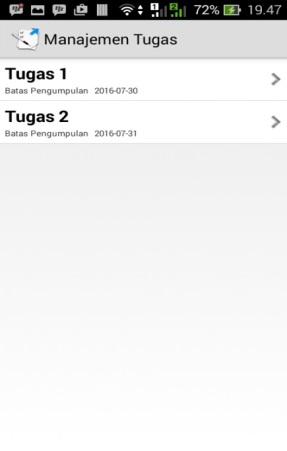 72% 19.47
Manajemen Tugas
Tugas 1
Batas Pengumpulan 2016-07-30
Tugas 2
Batas Pengumpulan 2016-07-31